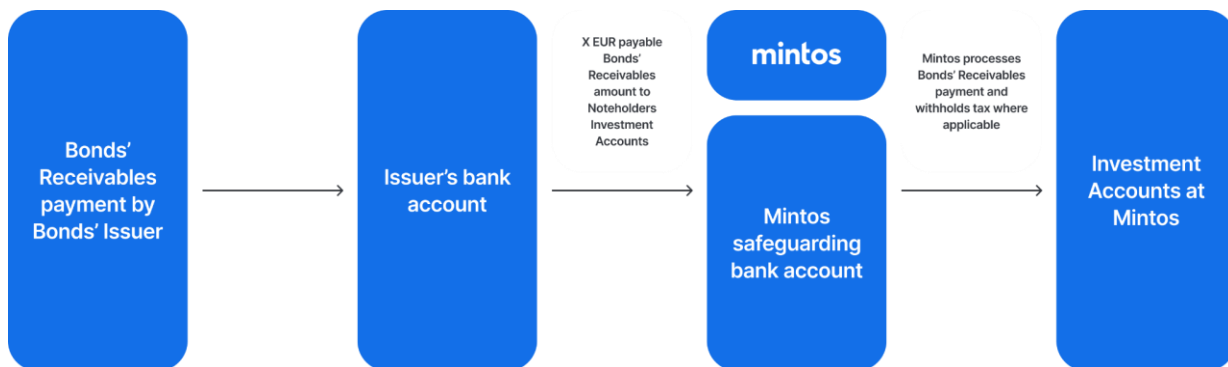 Bonds’
Receivables
payment by
Bonds’ Issuer
Issuer’s bank
account
X EUR payable
Bonds’
Receivables
amount to
Noteholders
Investment
Accounts
mintos
Mintos
safeguarding
bank account
Mintos processes
Bonds’ Receivables
payment and
withholds tax where
applicable
Investment
Accounts at
Mintos